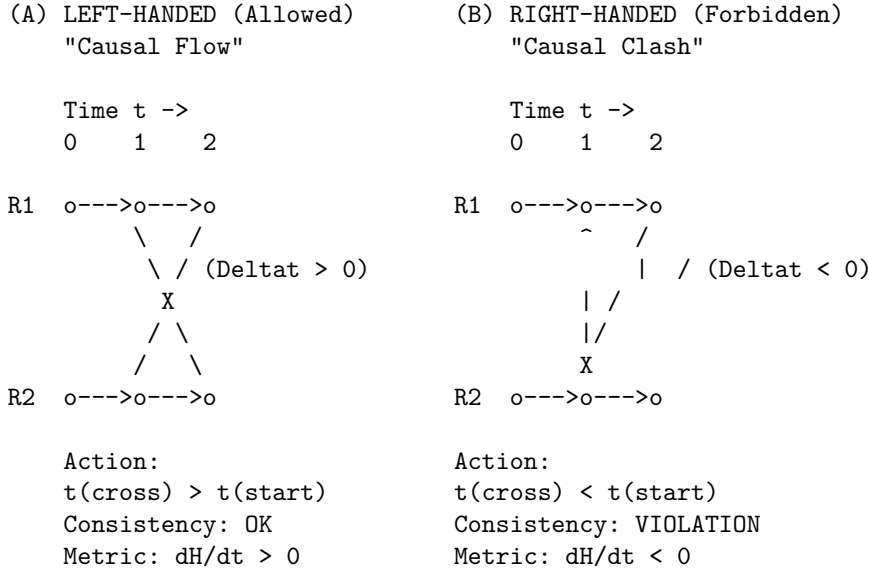 (A) LEFT-HANDED (Allowed)       (B) RIGHT-HANDED (Forbidden)
    "Causal Flow"                   "Causal Clash"

    Time t ->                       Time t ->
    0    1    2                     0    1    2

R1  o--->o--->o                 R1  o--->o--->o
         \   /                           ^   /
          \ / (Deltat > 0)                   |  / (Deltat < 0)
           X                             | /
          / \                            |/
         /   \                           X
R2  o--->o--->o                 R2  o--->o--->o

    Action:                     Action:
    t(cross) > t(start)         t(cross) < t(start)
    Consistency: OK             Consistency: VIOLATION
    Metric: dH/dt > 0           Metric: dH/dt < 0